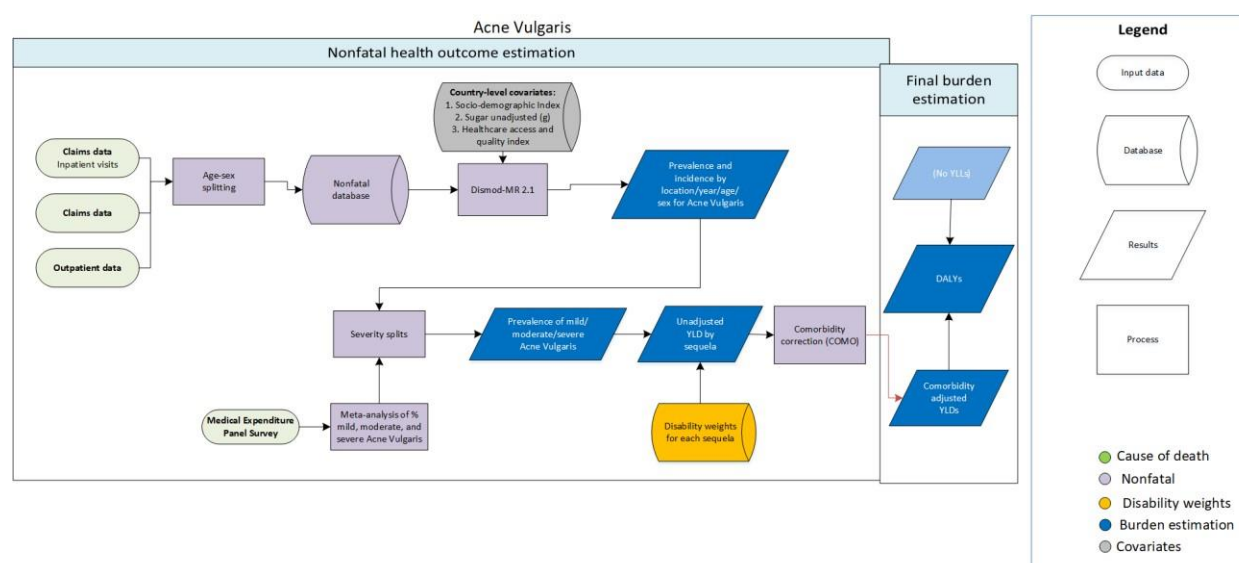 Acne Vulgaris
Nonfatal health outcome estimation
Final burden
estimation
Country-level covariates:
1. Socio-demographic Index
2. Sugar unadjusted (g)
3. Healthcare access and
quality index
Claims data
Inpatient visits
Claims data
Outpatient data
Age-sex
splitting
Nonfatal
database
Dismod-MR 2.1
Prevalence and
incidence by
location/year/age/
sex for Acne Vulgaris
(No YLLs)
DALYs
Severity splits
Prevalence of mild/
moderate/severe
Acne Vulgaris
Unadjusted
YLD by
sequela
Comorbidity
correction (COMO)
Comorbidity
adjusted
YLDs
Medical Expenditure
Panel Survey
Meta-analysis of %
mild, moderate, and
severe Acne Vulgaris
Disability weights
for each sequela
Legend
Input data
Database
Results
Process
Cause of death
Nonfatal
Disability weights
Burden estimation
Covariates